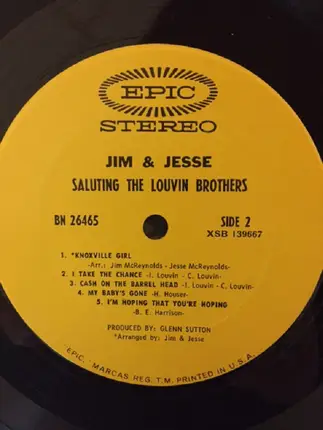 EPIC
STEREO
JIM & JESSE
SALUTING THE LOUVIN BROTHERS
BN 26465 SIDE 2
XSB 139667
1. *KNOXVILLE GIRL
-Arr.: Jim McReynolds - Jesse McReynolds-
2. I TAKE THE CHANCE -I. Louvin - C. Louvin-
3. CASH ON THE BARREL HEAD -I. Louvin - C. Louvin-
4. MY BABY'S GONE -H. Houser-
5. I'M HOPING THAT YOU'RE HOPING
-B. E. Harrison-
PRODUCED BY: GLENN SUTTON
*Arranged by: Jim & Jesse
"EPIC," MARCAS REG. T.M. PRINTED IN U.S.A.